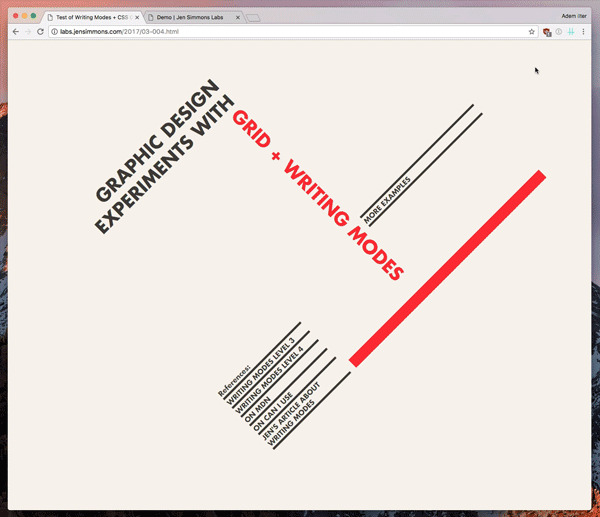 Test of Writing Modes + CSS
Demo | Jen Simmons Labs
Adem ilter
labs.jensimmons.com/2017/03-004.html
GRAPHIC DESIGN
EXPERIMENTS WITH
GRID + WRITING MODES
MORE EXAMPLES
References:
WRITING MODES LEVEL 3
WRITING MODES LEVEL 4
ON MDN
ON CAN I USE
JEN'S ARTICLE ABOUT
WRITING MODES